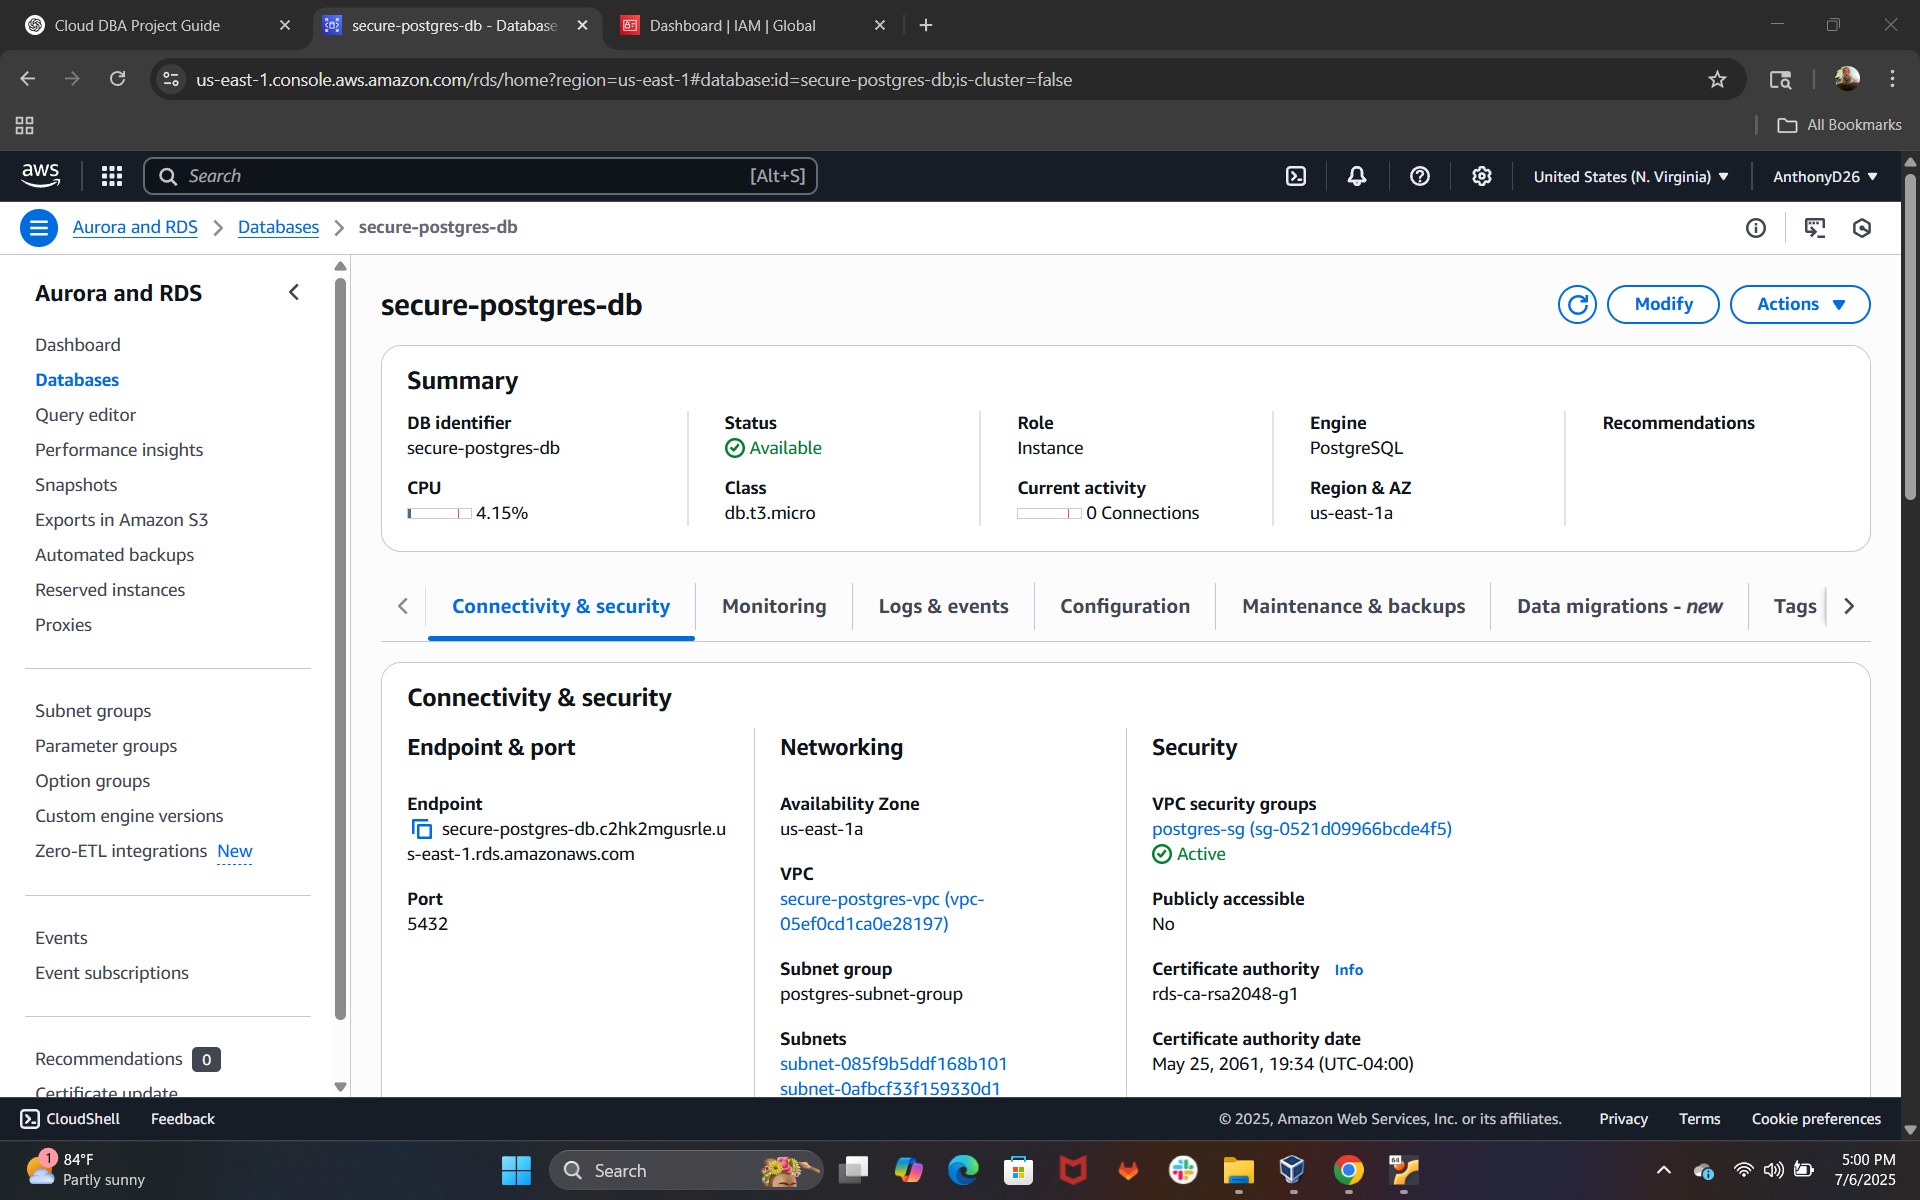 Cloud DBA Project Guide
secure-postgres-db - Database
Dashboard | IAM | Global
us-east-1.console.aws.amazon.com/rds/home?region=us-east-1#database:id=secure-postgres-db;is-cluster=false
All Bookmarks
aws
Search
[Alt+S]
United States (N. Virginia)
AnthonyD26
Aurora and RDS
Databases
secure-postgres-db
Aurora and RDS
Dashboard
Databases
Query editor
Performance insights
Snapshots
Exports in Amazon S3
Automated backups
Reserved instances
Proxies
Subnet groups
Parameter groups
Option groups
Custom engine versions
Zero-ETL integrations New
Events
Event subscriptions
Recommendations 0
Certificate update
secure-postgres-db
Modify
Actions
Summary
DB identifier
secure-postgres-db
Status
Available
Role
Instance
Engine
PostgreSQL
Recommendations
CPU
4.15%
Class
db.t3.micro
Current activity
0 Connections
Region & AZ
us-east-1a
Connectivity & security
Monitoring
Logs & events
Configuration
Maintenance & backups
Data migrations - new
Tags
Connectivity & security
Endpoint & port
Endpoint
secure-postgres-db.c2hk2mgusrle.u
s-east-1.rds.amazonaws.com
Port
5432
Networking
Availability Zone
us-east-1a
VPC
secure-postgres-vpc (vpc-
05ef0cd1ca0e28197)
Subnet group
postgres-subnet-group
Subnets
subnet-085f9b5ddf168b101
subnet-0afbcf33f159330d1
Security
VPC security groups
postgres-sg (sg-0521d09966bcde4f5)
Active
Publicly accessible
No
Certificate authority Info
rds-ca-rsa2048-g1
Certificate authority date
May 25, 2061, 19:34 (UTC-04:00)
CloudShell
Feedback
© 2025, Amazon Web Services, Inc. or its affiliates.
Privacy
Terms
Cookie preferences
1
84°F
Partly sunny
Search
64
5:00 PM
7/6/2025